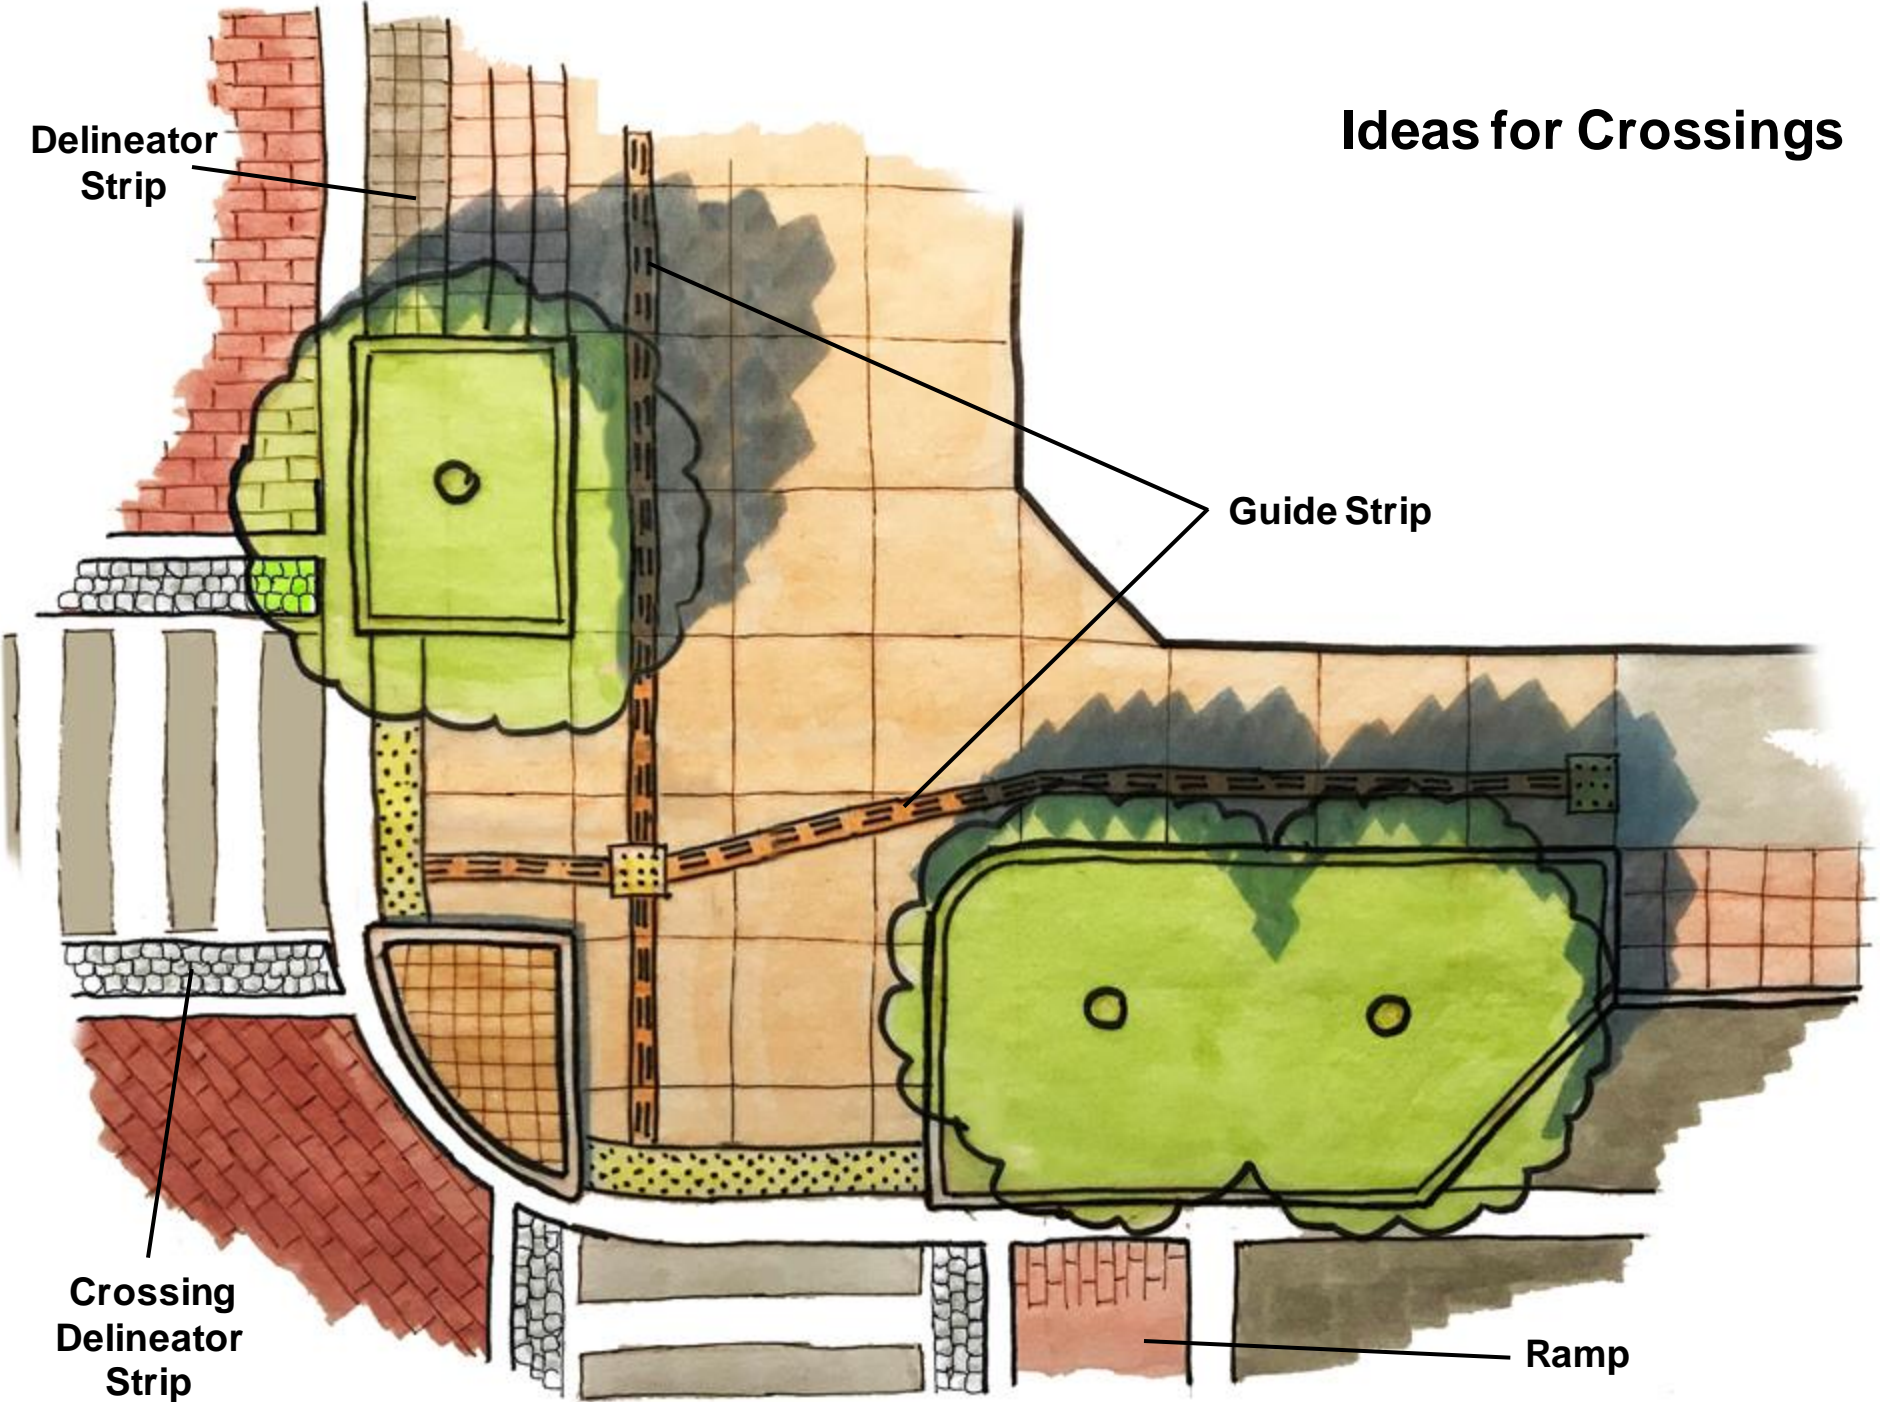 Ideas for Crossings
Delineator
Strip
Guide Strip
Crossing
Delineator
Strip
Ramp